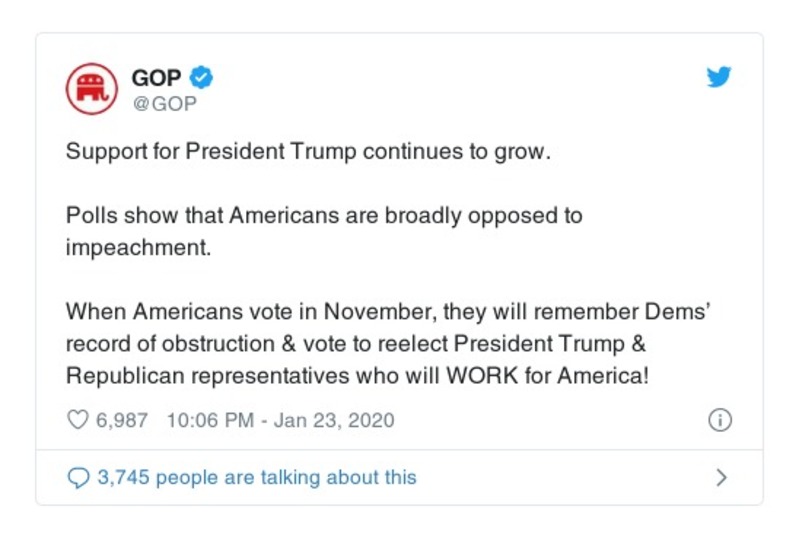 GOP
@GOP
Support for President Trump continues to grow.
Polls show that Americans are broadly opposed to
impeachment.
When Americans vote in November, they will remember Dems’
record of obstruction & vote to reelect President Trump &
Republican representatives who will WORK for America!
6,987 10:06 PM - Jan 23, 2020
3,745 people are talking about this